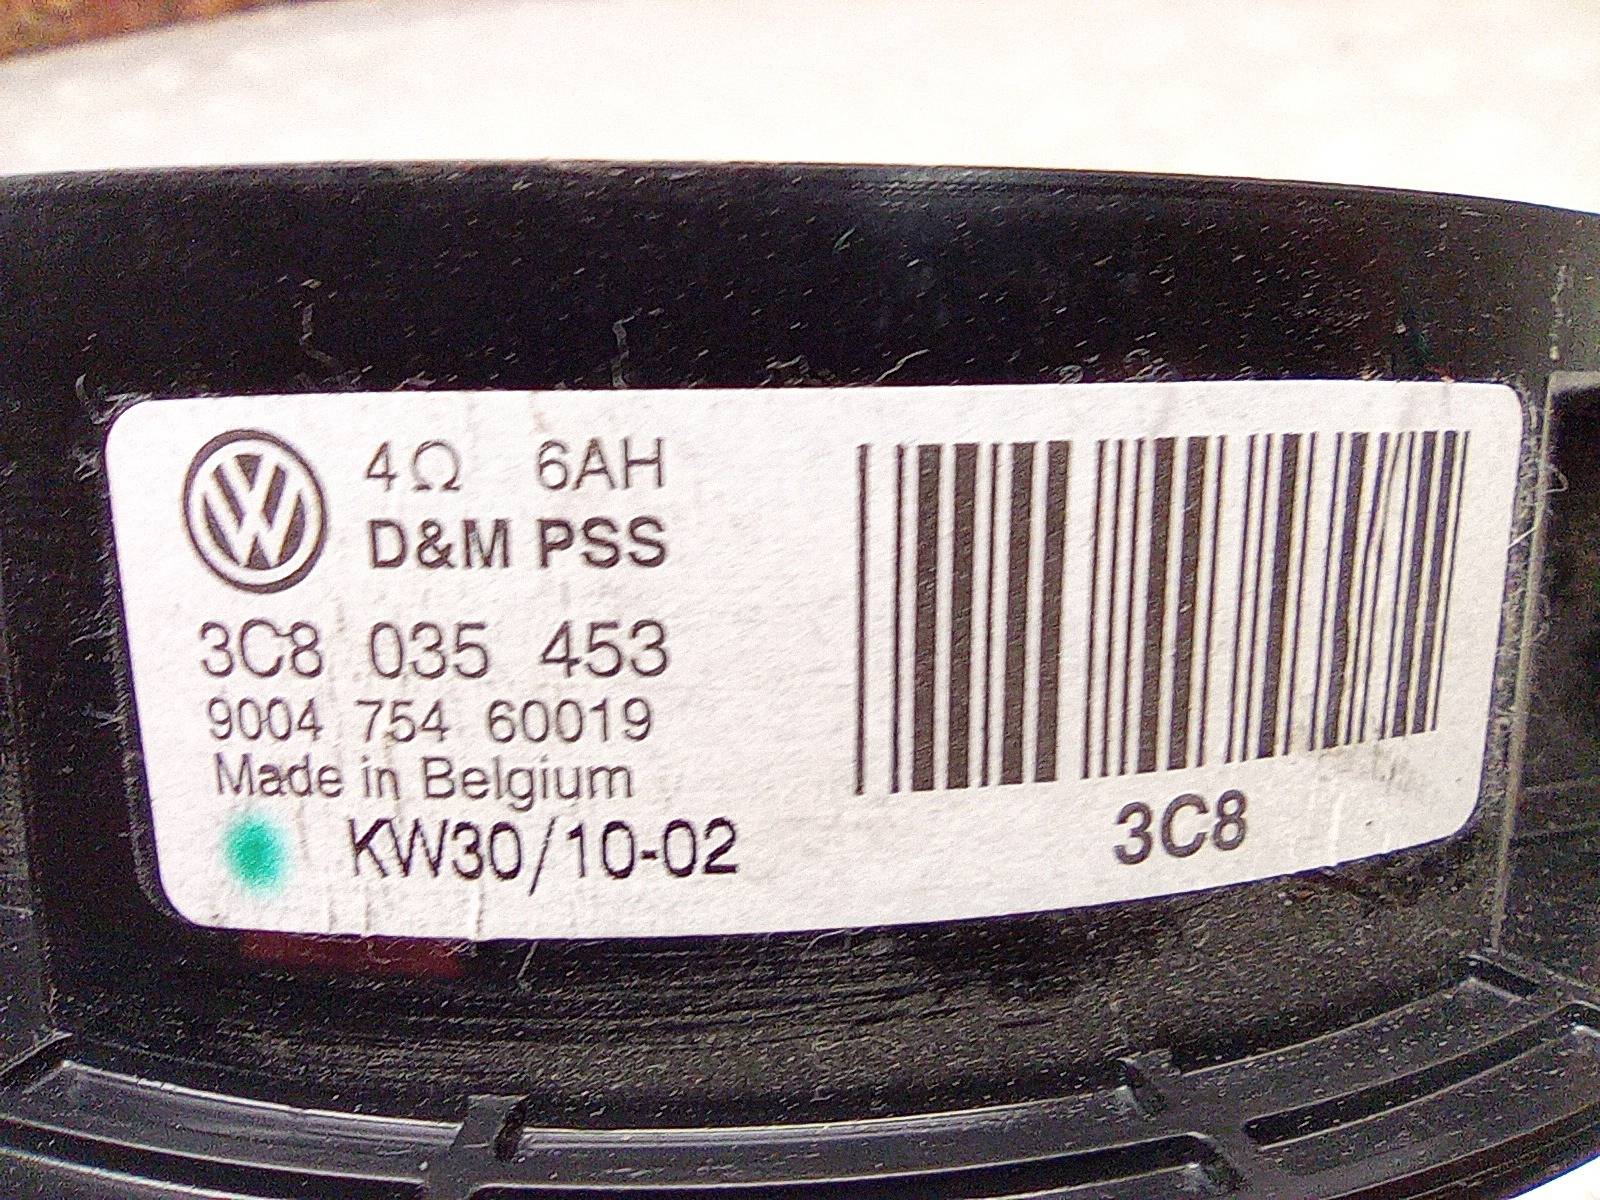 4Ω 6AH
D&M PSS
3C8 035 453
9004 754 60019
Made in Belgium
KW30/10-02
3C8